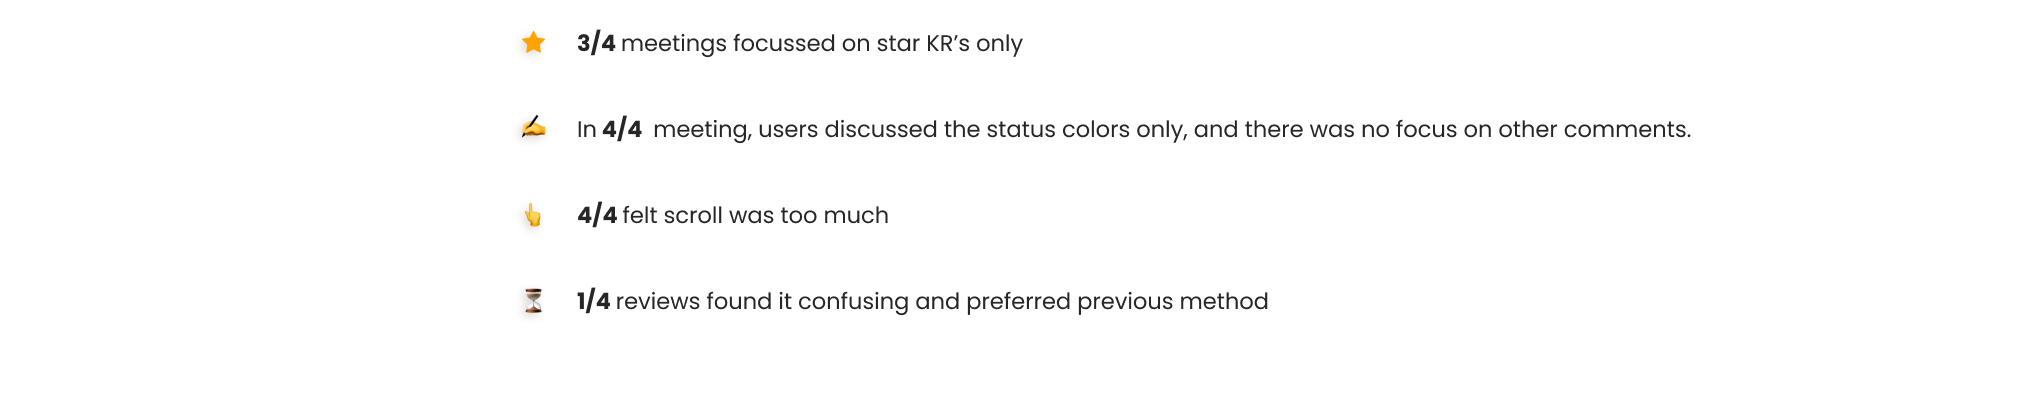 3/4 meetings focussed on star KR’s only
In 4/4 meeting, users discussed the status colors only, and there was no focus on other comments.
4/4 felt scroll was too much
1/4 reviews found it confusing and preferred previous method